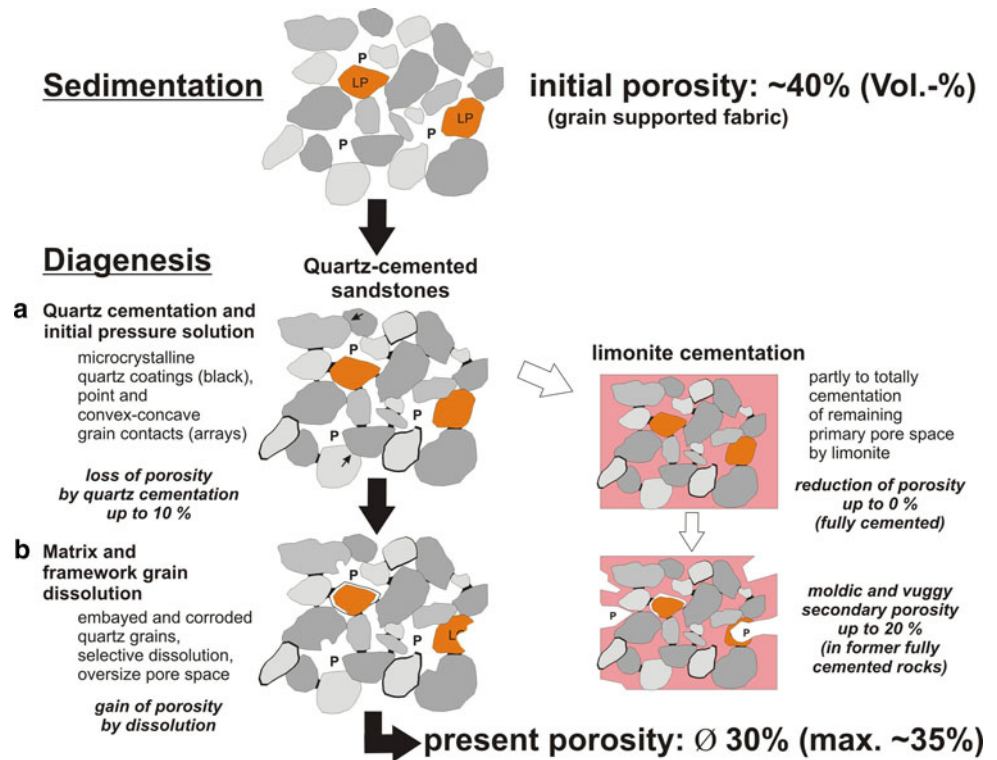 Sedimentation
P
LP
LP
P
P
initial porosity: ~40% (Vol.-%)
(grain supported fabric)
Diagenesis
Quartz-cemented
sandstones
a
Quartz cementation and
initial pressure solution
microcrystalline
quartz coatings (black),
point and
convex-concave
grain contacts (arrays)
loss of porosity
by quartz cementation
up to 10 %
P
P
P
limonite cementation
partly to totally
cementation
of remaining
primary pore space
by limonite
reduction of porosity
up to 0 %
(fully cemented)
b
Matrix and
framework grain
dissolution
embayed and corroded
quartz grains,
selective dissolution,
oversize pore space
gain of porosity
by dissolution
P
P
P
P
P
moldic and vuggy
secondary porosity
up to 20 %
(in former fully
cemented rocks)
present porosity: Ø 30% (max. ~35%)